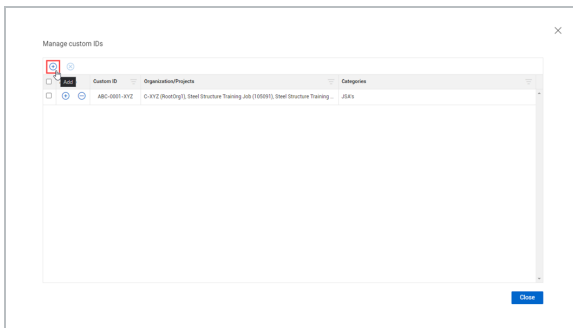 Manage custom IDs
Add
Custom ID Organization/Projects Categories
ABC-0001-XYZ C-XYZ (RootOrg1), Steel Structure Training Job (105091), Steel Structure Training ... JSA's
Close